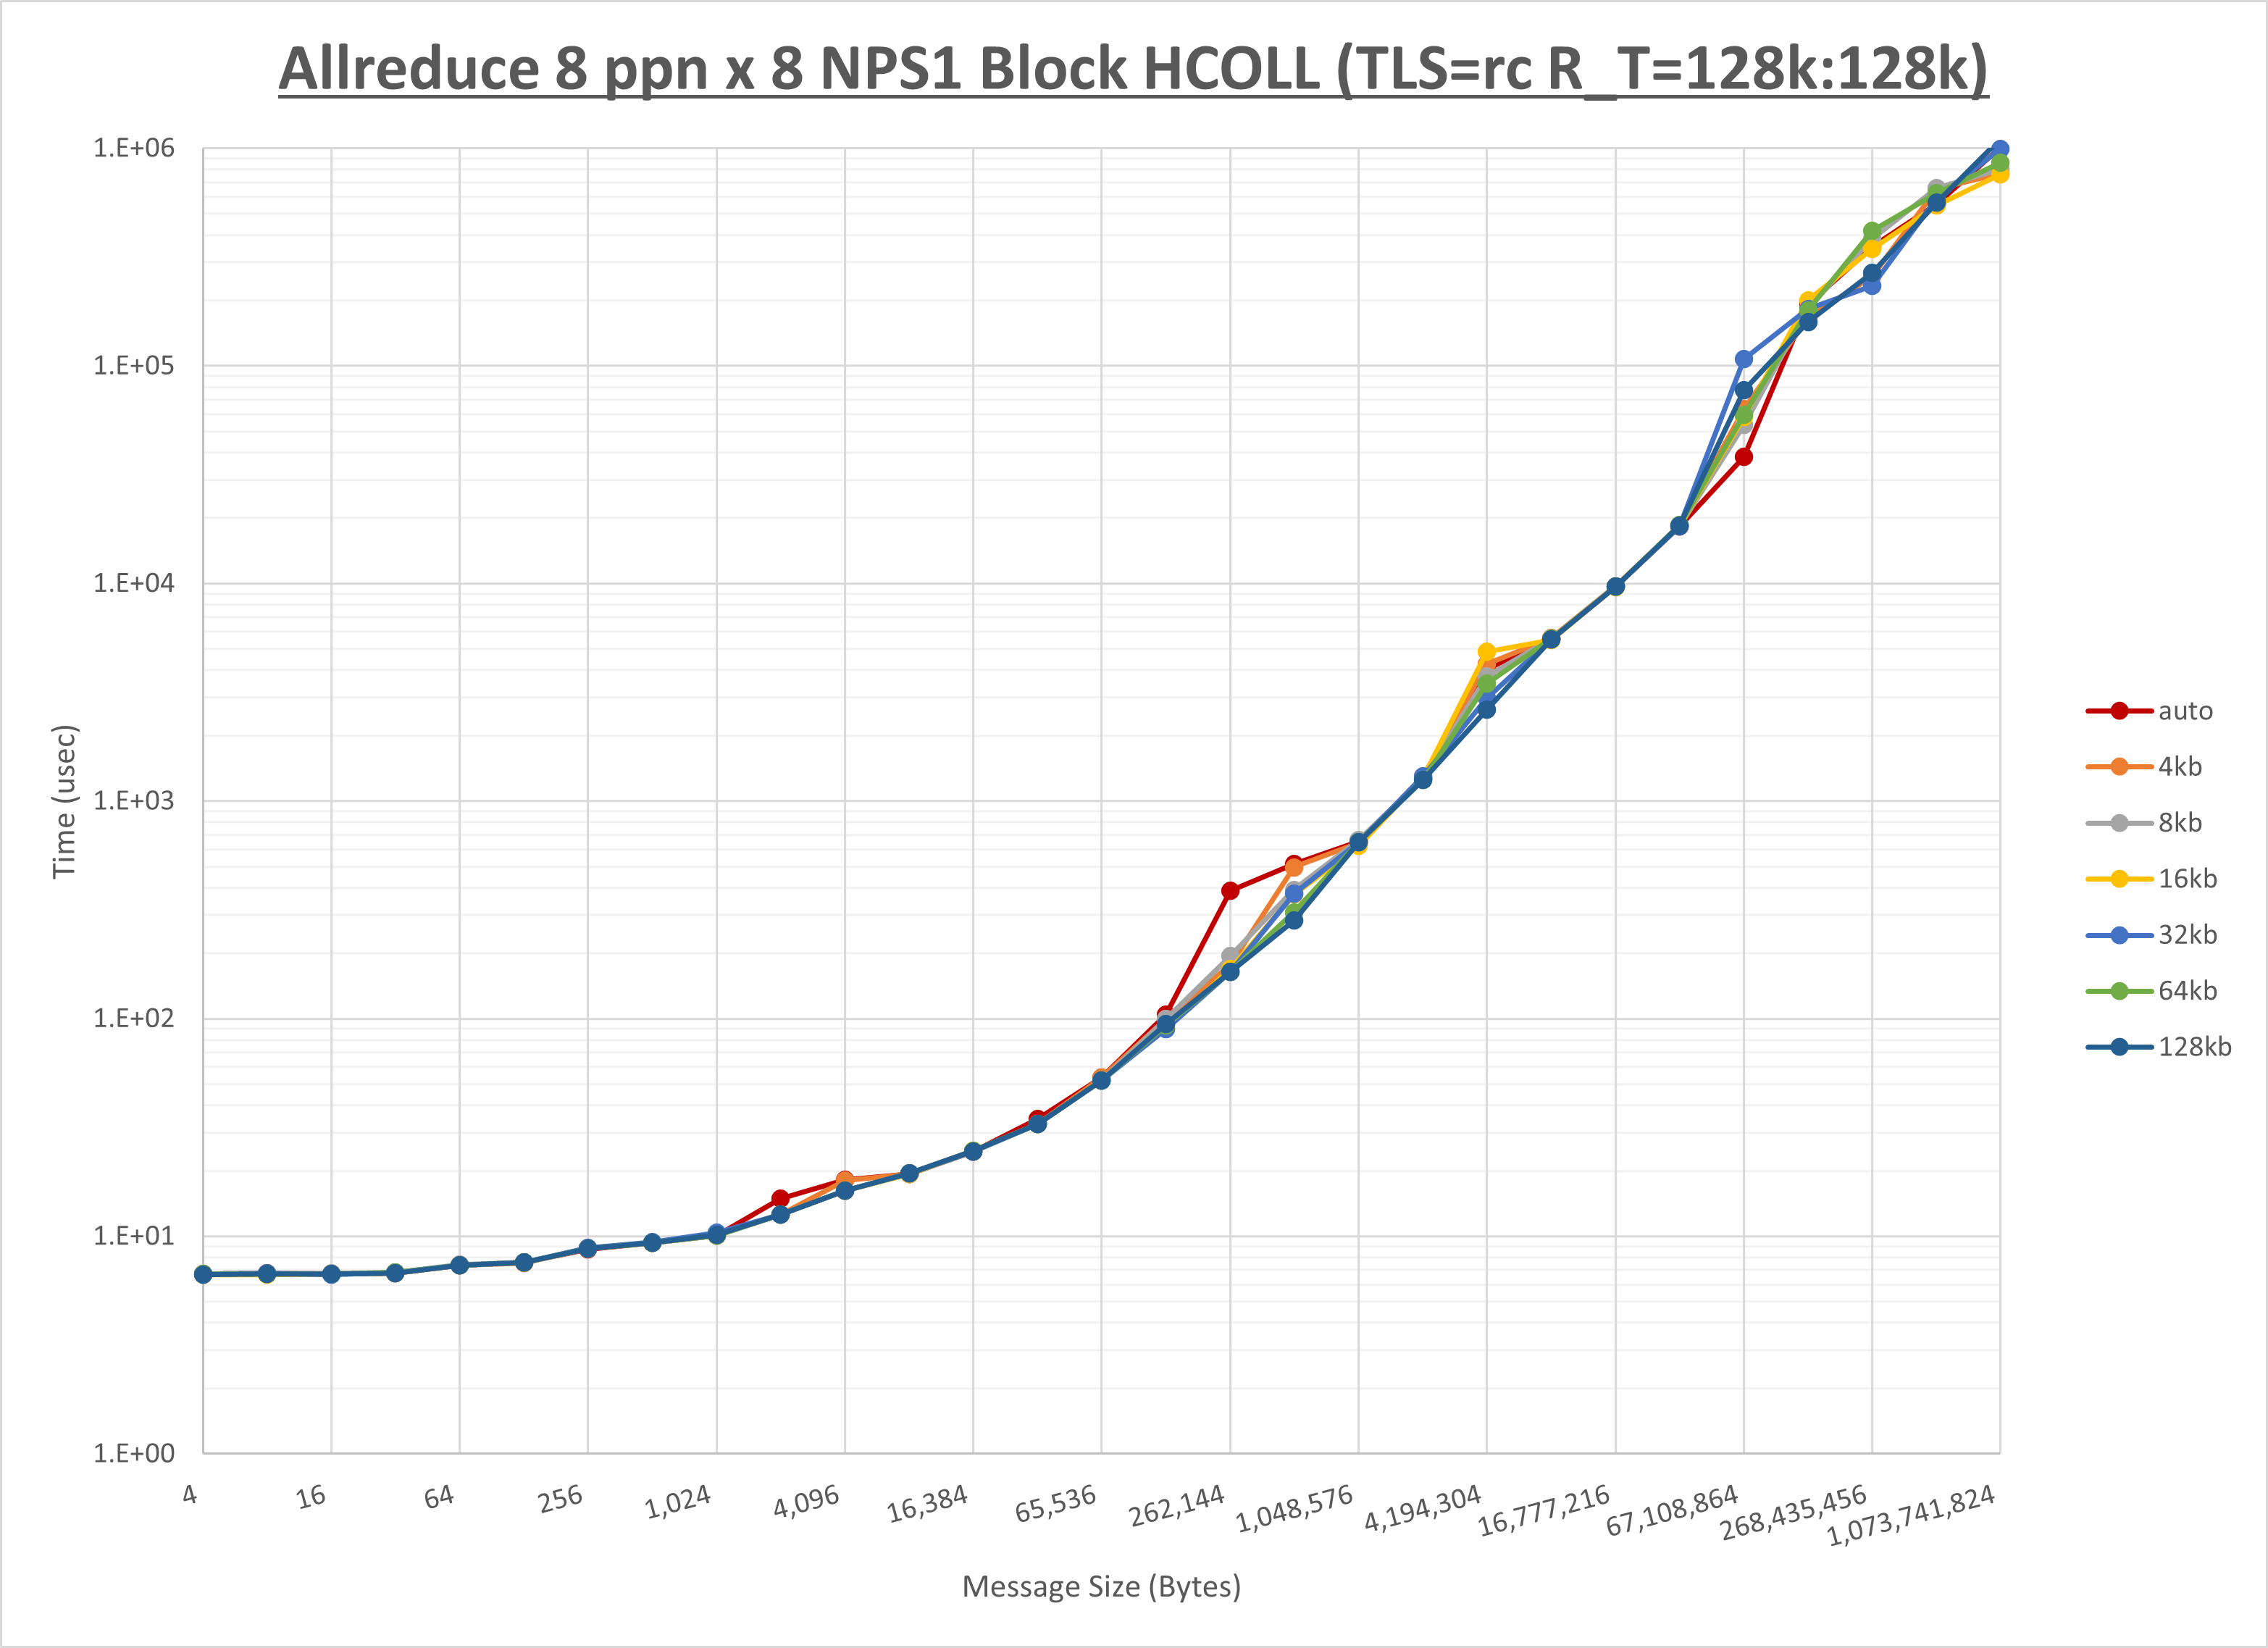 Allreduce 8 ppn x 8 NPS1 Block HCOLL (TLS=rc R_T=128k:128k)
1.E+06
1.E+05
1.E+04
1.E+03
1.E+02
1.E+01
1.E+00
Time (usec)
4
16
64
256
1,024
4,096
16,384
65,536
262,144
1,048,576
4,194,304
16,777,216
67,108,864
268,435,456
1,073,741,824
Message Size (Bytes)
auto
4kb
8kb
16kb
32kb
64kb
128kb